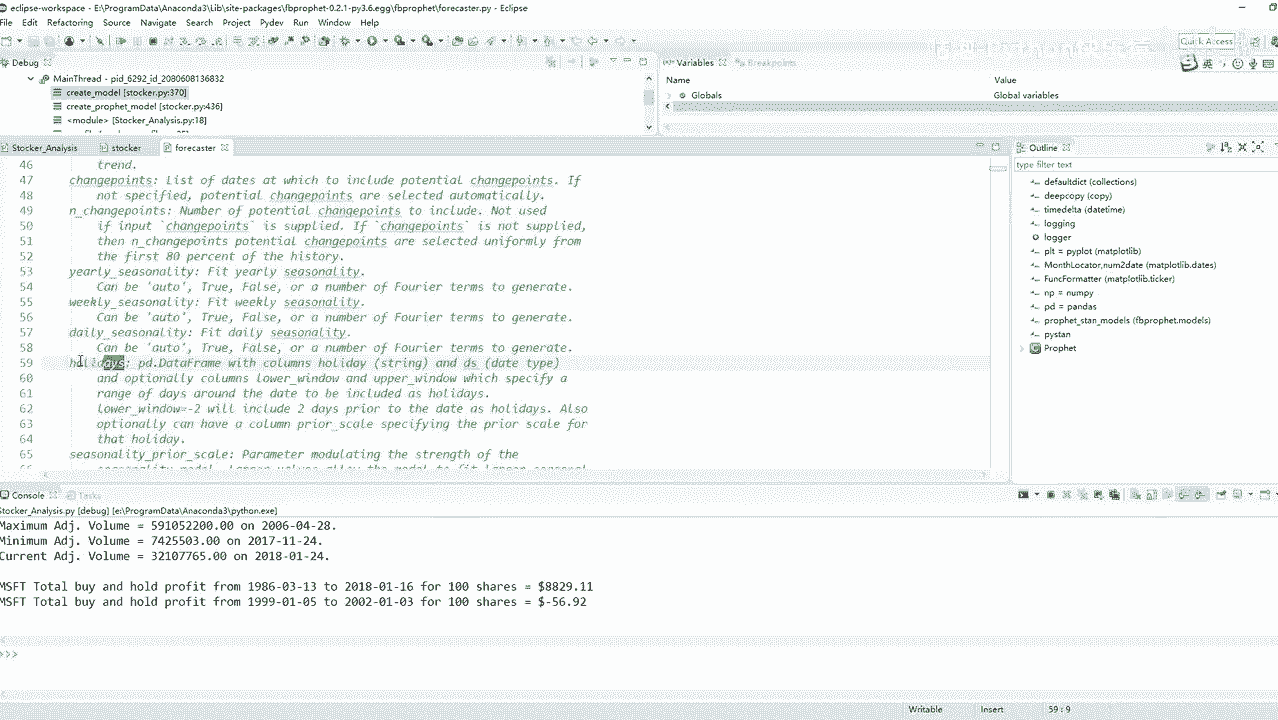 eclipse-workspace - E:\ProgramData\Anaconda3\Lib\site-packages\fbprophet-0.2.1-py3.6.egg\fbprophet\forecaster.py - Eclipse
File Edit Refactoring Source Navigate Search Project Pydev Run Window Help
Quick Access
Debug
Variables
Breakpoints
MainThread - pid_6292_id_2080608136832
create_model [stocker.py:370]
create_prophet_model [stocker.py:436]
<module> [Stocker_Analysis.py:18]
Name Value
Globals Global variables
Stocker_Analysis stocker forecaster
46 trend.
47 changepoints: List of dates at which to include potential changepoints. If
48 not specified, potential changepoints are selected automatically.
49 n_changepoints: Number of potential changepoints to include. Not used
50 if input `changepoints` is supplied. If `changepoints` is not supplied,
51 then n_changepoints potential changepoints are selected uniformly from
52 the first 80 percent of the history.
53 yearly_seasonality: Fit yearly seasonality.
54 Can be 'auto', True, False, or a number of Fourier terms to generate.
55 weekly_seasonality: Fit weekly seasonality.
56 Can be 'auto', True, False, or a number of Fourier terms to generate.
57 daily_seasonality: Fit daily seasonality.
58 Can be 'auto', True, False, or a number of Fourier terms to generate.
59 holidays: pd.DataFrame with columns holiday (string) and ds (date type)
60 and optionally columns lower_window and upper_window which specify a
61 range of days around the date to be included as holidays.
62 lower_window=-2 will include 2 days prior to the date as holidays. Also
63 optionally can have a column prior_scale specifying the prior scale for
64 that holiday.
65 seasonality_prior_scale: Parameter modulating the strength of the
Outline
type filter text
defaultdict (collections)
deepcopy (copy)
timedelta (datetime)
logging
logger
plt = pyplot (matplotlib)
MonthLocator,num2date (matplotlib.dates)
FuncFormatter (matplotlib.ticker)
np = numpy
pd = pandas
prophet_stan_models (fbprophet.models)
pystan
Prophet
Console Tasks
Stocker_Analysis.py [debug] [e:\ProgramData\Anaconda3\python.exe]
Maximum Adj. Volume = 591052200.00 on 2006-04-28.
Minimum Adj. Volume = 7425503.00 on 2017-11-24.
Current Adj. Volume = 32107765.00 on 2018-01-24.
MSFT Total buy and hold profit from 1986-03-13 to 2018-01-16 for 100 shares = $8829.11
MSFT Total buy and hold profit from 1999-01-05 to 2002-01-03 for 100 shares = $-56.92
>>>
Writable Insert 59 : 9